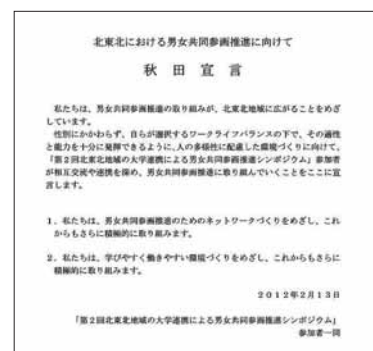 北東北における男女共同参画推進に向けて
秋田宣言
私たちは、男女共同参画推進の取り組みが、北東北地域に広がることをめざ
しています。
性別にかかわらず、自らが選択するワークライフバランスの下で、その適性
と能力を十分に発揮できるように、人の多様性に配慮した環境づくりに向けて、
「第2回北東北地域の大学連携による男女共同参画推進シンポジウム」参加者
が相互交流や連携を深め、男女共同参画推進に取り組んでいくことをここに宣
言します。
1．私たちは、男女共同参画推進のためのネットワークづくりをめざし、これ
からもさらに積極的に取り組みます。
2．私たちは、学びやすく働きやすい環境づくりをめざし、これからもさらに
積極的に取り組みます。
2012年2月13日
「第2回北東北地域の大学連携による男女共同参画推進シンポジウム」
参加者一同